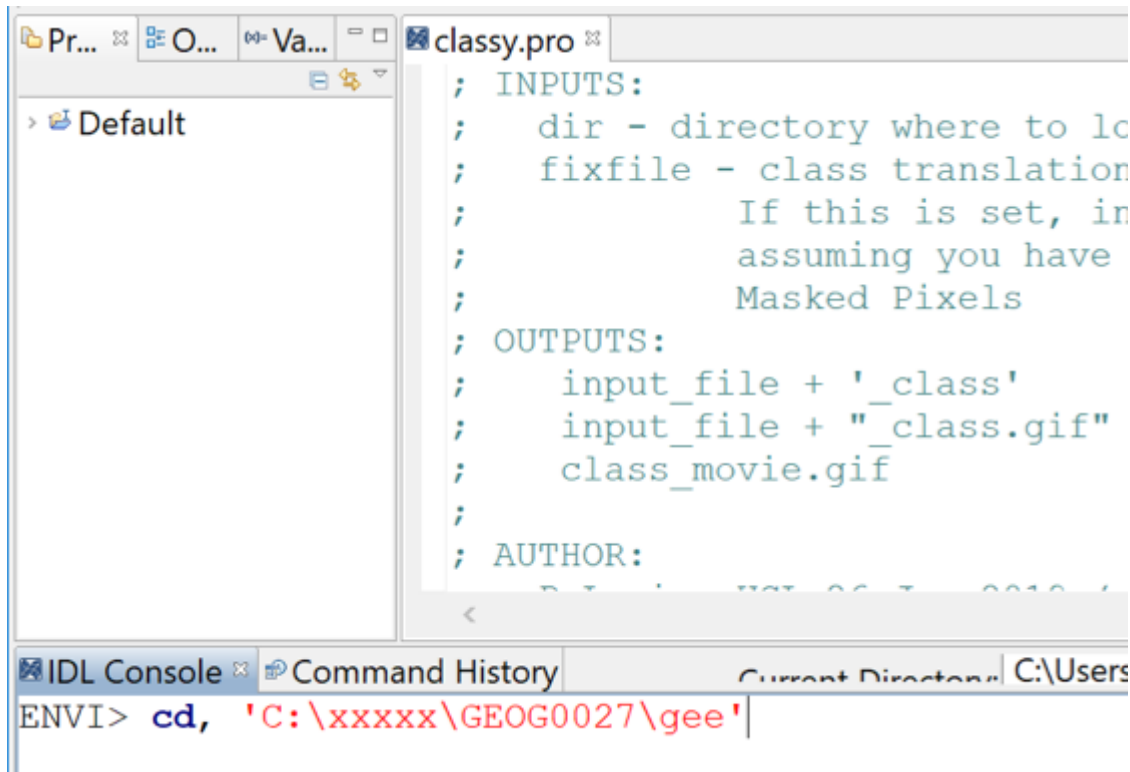 Pr... O... Va... classy.pro
; INPUTS:
; dir - directory where to
Default
; fixfile - class translation
; If this is set,
; assuming you have
; Masked Pixels
; OUTPUTS:
; input_file + '_class'
; input_file + "_class.gif"
; class_movie.gif
;
; AUTHOR:
IDL Console Command History Current Directory: C:\Users
ENVI> cd, 'C:\xxxxx\GEOG0027\gee'